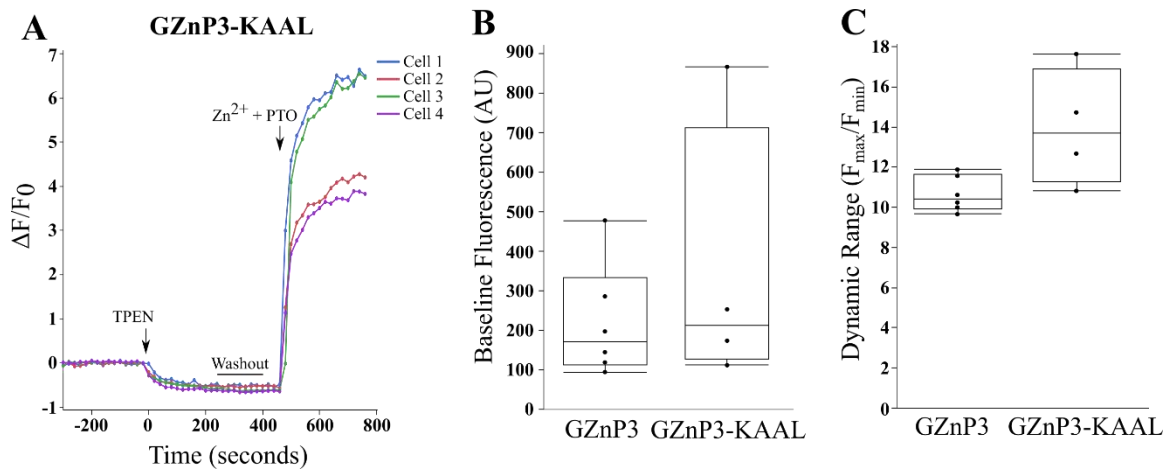 A
GZnP3-KAAL
ΔF/F0
7
6
5
4
3
2
1
0
-1
Cell 1
Cell 2
Cell 3
Cell 4
Zn2+ + PTO
TPEN
Washout
-200
0
200
400
600
800
Time (seconds)
B
Baseline Fluorescence (AU)
900
800
700
600
500
400
300
200
100
0
GZnP3
GZnP3-KAAL
C
Dynamic Range (Fmax/Fmin)
18
16
14
12
10
8
6
4
2
0
GZnP3
GZnP3-KAAL